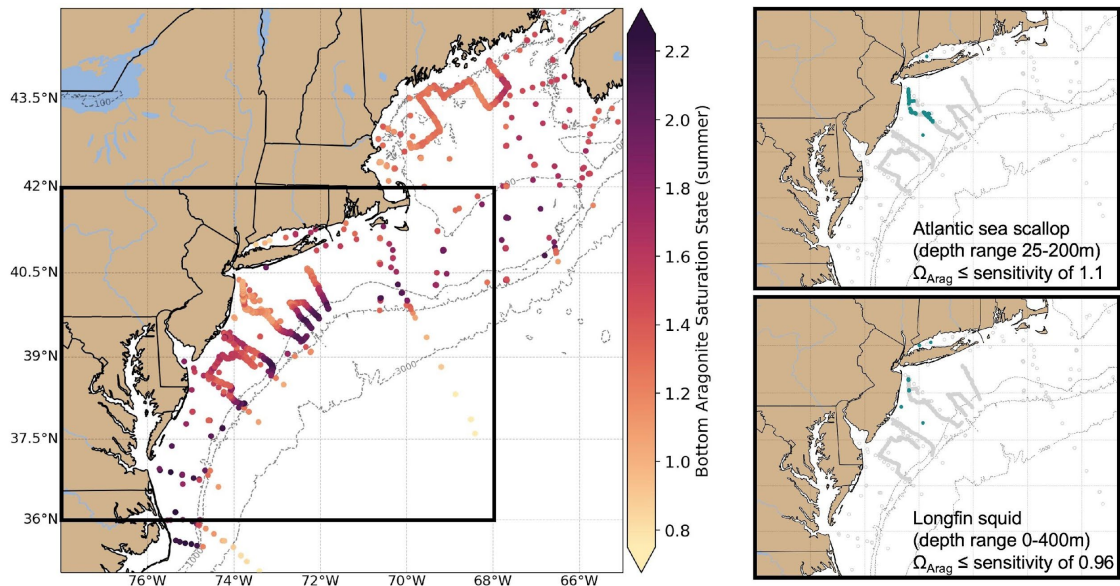 43.5°N
42°N
40.5°N
39°N
37.5°N
36°N
76°W
74°W
72°W
70°W
68°W
66°W
-100
-3000
-1000
2.2
2.0
1.8
1.6
1.4
1.2
1.0
0.8
Bottom Aragonite Saturation State (summer)
Atlantic sea scallop
(depth range 25-200m)
ΩArag ≤ sensitivity of 1.1
Longfin squid
(depth range 0-400m)
ΩArag ≤ sensitivity of 0.96